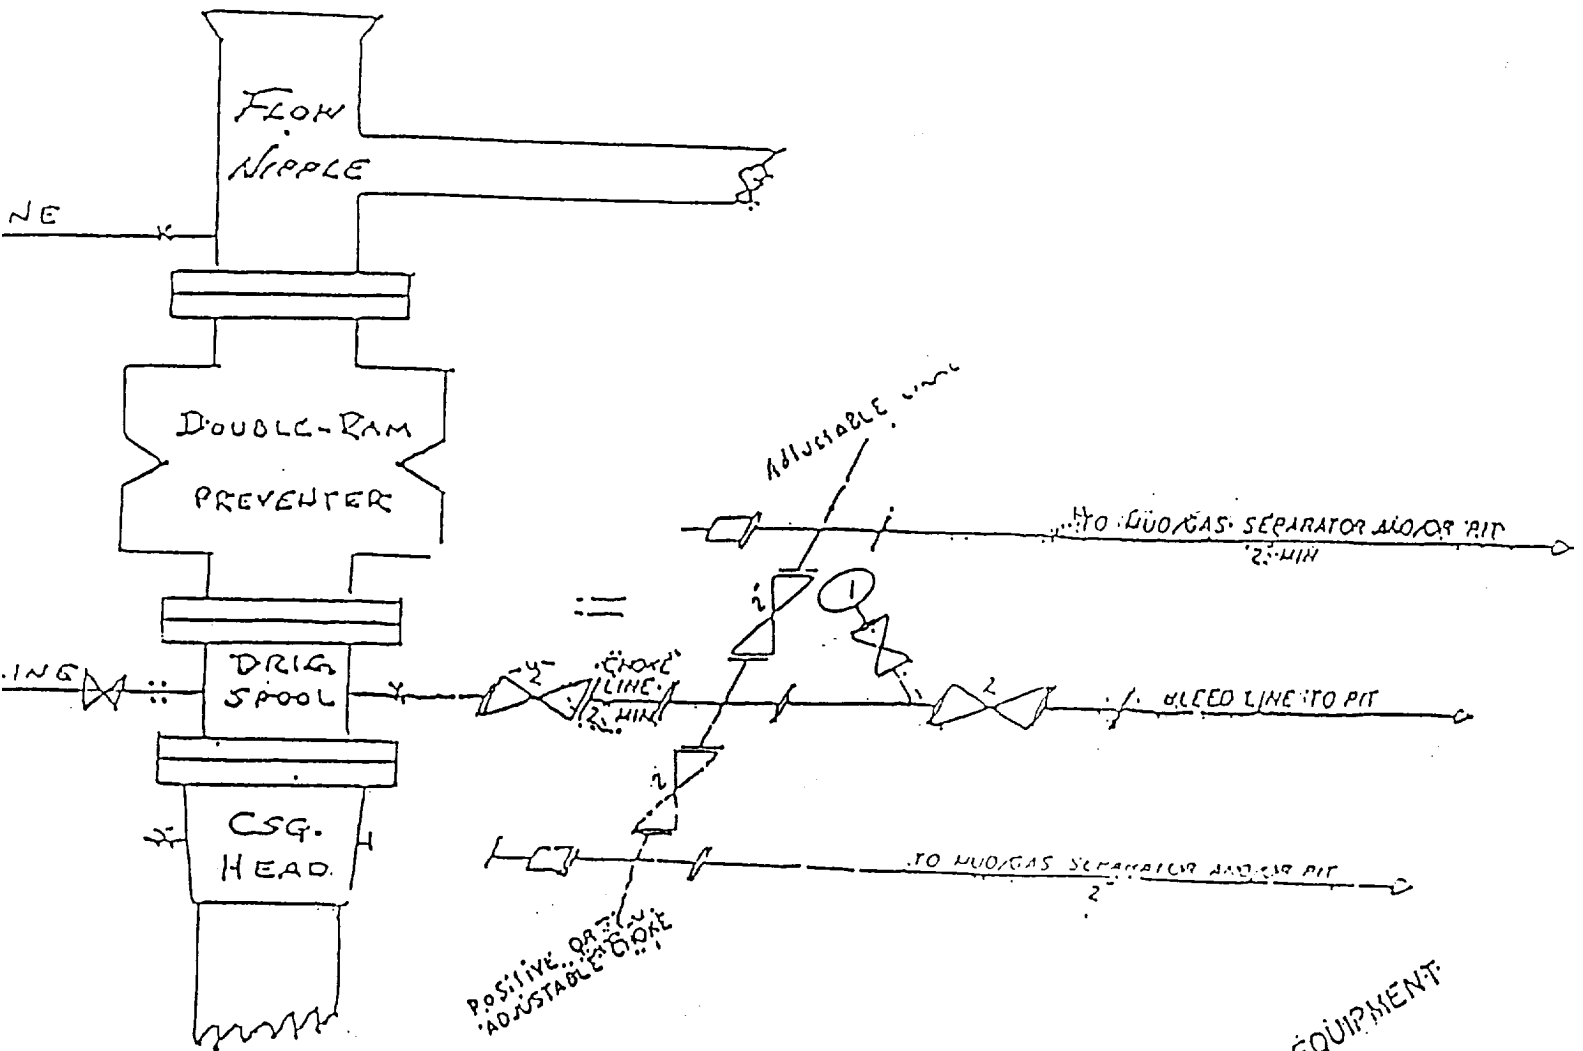 FLOW
NIPPLE
NE
DOUBLE-RAM
PREVENTER
ADJUSTABLE
TO MUD/GAS SEPARATOR AND/OR PIT
2" MIN
2"
1
DRLG.
SPOOL
ING
2"
CHOKE
LINE
2" MIN
2
BLEED LINE TO PIT
2
CSG.
HEAD
TO MUD/GAS SEPARATOR AND/OR PIT
2"
POSITIVE OR
ADJUSTABLE CHOKE
EQUIPMENT